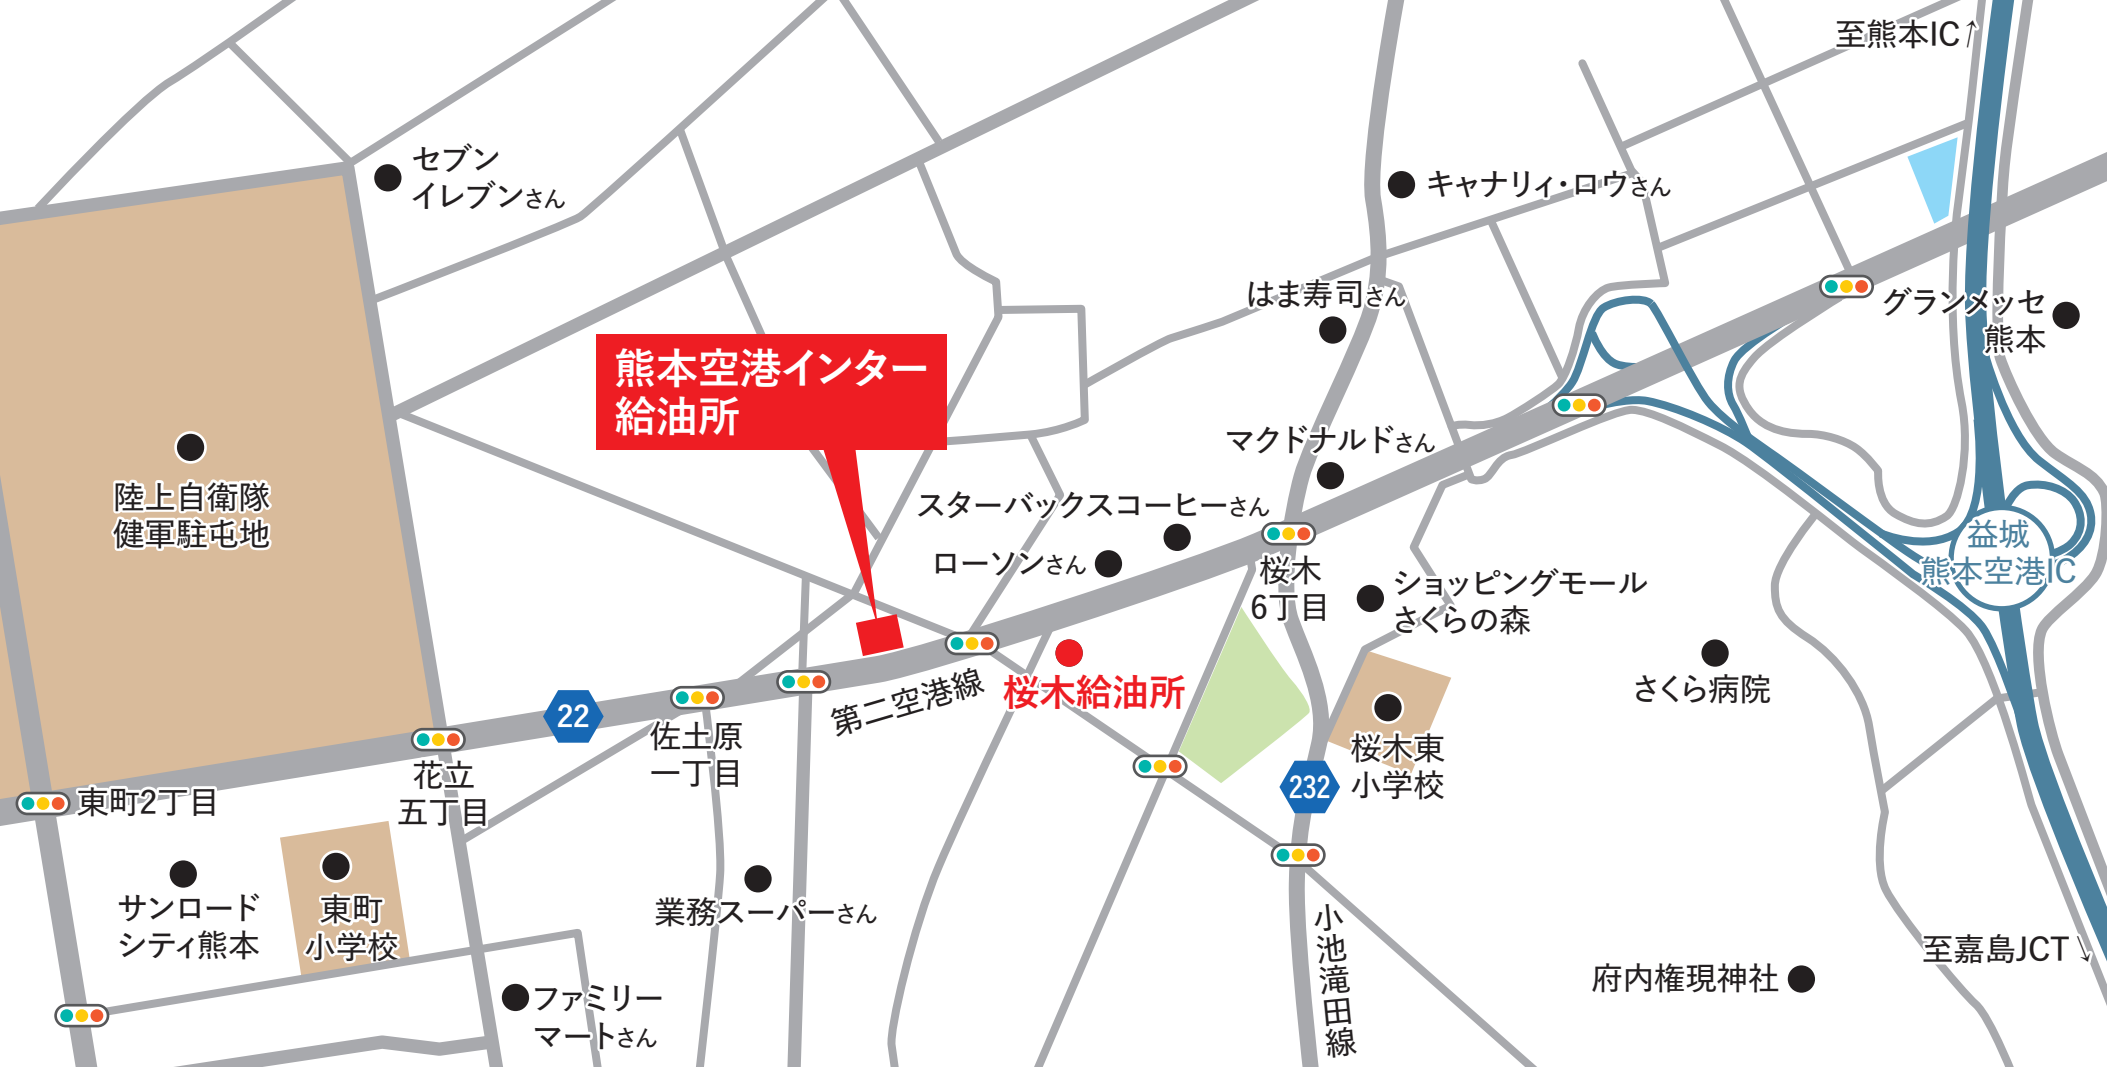 至熊本IC↑
セブン
イレブンさん
キャナリィ・ロウさん
はま寿司さん
グランメッセ
熊本
熊本空港インター
給油所
マクドナルドさん
陸上自衛隊
健軍駐屯地
スターバックスコーヒーさん
ローソンさん
益城
熊本空港IC
桜木
6丁目
ショッピングモール
さくらの森
第二空港線
桜木給油所
さくら病院
22
佐土原
一丁目
花立
五丁目
東町2丁目
232
桜木東
小学校
サンロード
シティ熊本
東町
小学校
業務スーパーさん
小池滝田線
至嘉島JCT↓
府内権現神社
ファミリー
マートさん